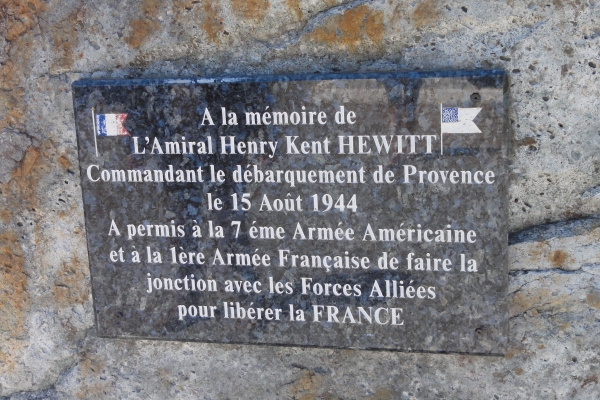 A la mémoire de
L'Amiral Henry Kent HEWITT
Commandant le débarquement de Provence
le 15 Août 1944
A permis à la 7 éme Armée Américaine
et à la 1ère Armée Française de faire la
jonction avec les Forces Alliées
pour libérer la FRANCE